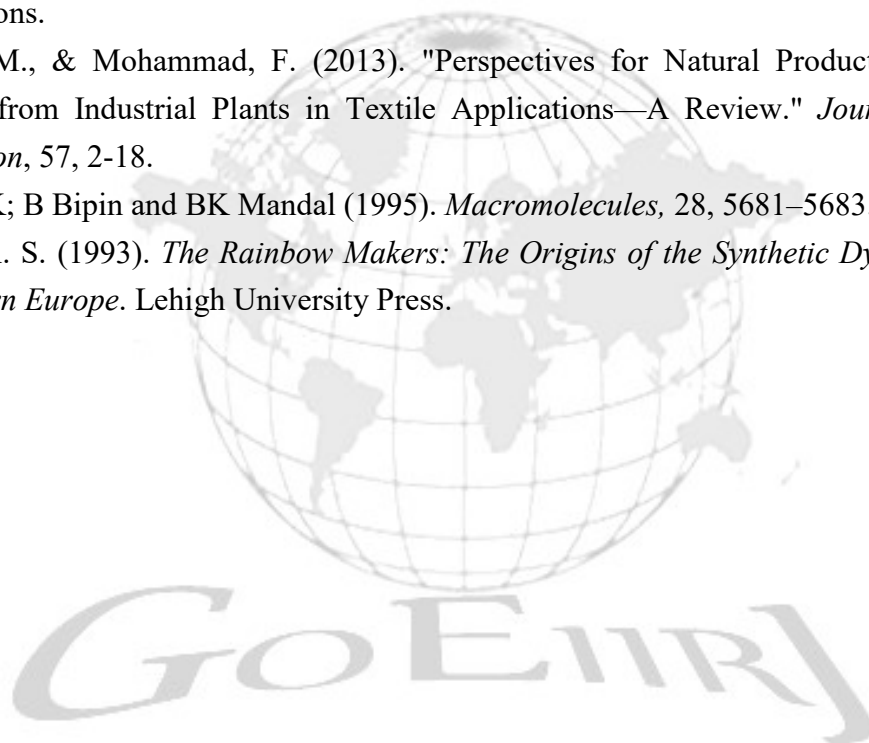 ons.
M., & Mohammad, F. (2013). "Perspectives for Natural Product
from Industrial Plants in Textile Applications—A Review." Jour
on, 57, 2-18.
K; B Bipin and BK Mandal (1995). Macromolecules, 28, 5681–5683
. S. (1993). The Rainbow Makers: The Origins of the Synthetic Dy
rn Europe. Lehigh University Press.
GOEIIRJ